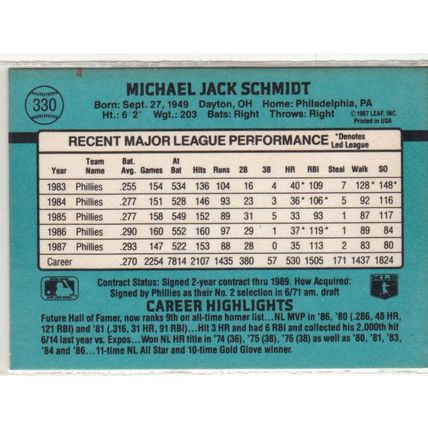 330
MICHAEL JACK SCHMIDT
Born: Sept. 27, 1949 Dayton, OH Home: Philadelphia, PA
Ht.: 6'2" Wgt.: 203 Bats: Right Throws: Right
©1987 LEAF, INC.
Printed in USA
RECENT MAJOR LEAGUE PERFORMANCE *Denotes Led League
Year Team Name Bat. Avg. Games At Bat Hits Runs 2B 3B HR RBI Steal W SO
1983 Phillies .255 154 534 136 104 16 4 40* 109 7 128* 148*
1984 Phillies .277 151 528 146 93 23 3 36* 106* 5 92 116
1985 Phillies .277 158 549 152 89 31 5 33 93 1 87 117
1986 Phillies .290 160 552 160 97 29 1 37* 119* 1 89 84
1987 Phillies .293 147 522 153 88 28 0 35 113 2 83 80
Career .270 2254 7814 2107 1435 380 57 530 1505 171 1437 1824
Contract Status: Signed 2-year contract thru 1989. How Acquired:
Signed by Phillies as their No. 2 selection in 6/71 am. draft
MLB
CAREER HIGHLIGHTS
Future Hall of Famer, now ranks 9th on all-time homer list... NL MVP in '86, '80 (.286, 48 HR,
121 RBI) and '81 (.316, 31 HR, 91 RBI)... Hit 3 HR and had 6 RBI and collected his 2,000th hit
6/14 last year vs. Expos... Won NL HR title in '74 (36), '75 (38), '76 (38) as well as '80, '81, '83,
'84 and '86... 11-time NL All Star and 10-time Gold Glove winner.